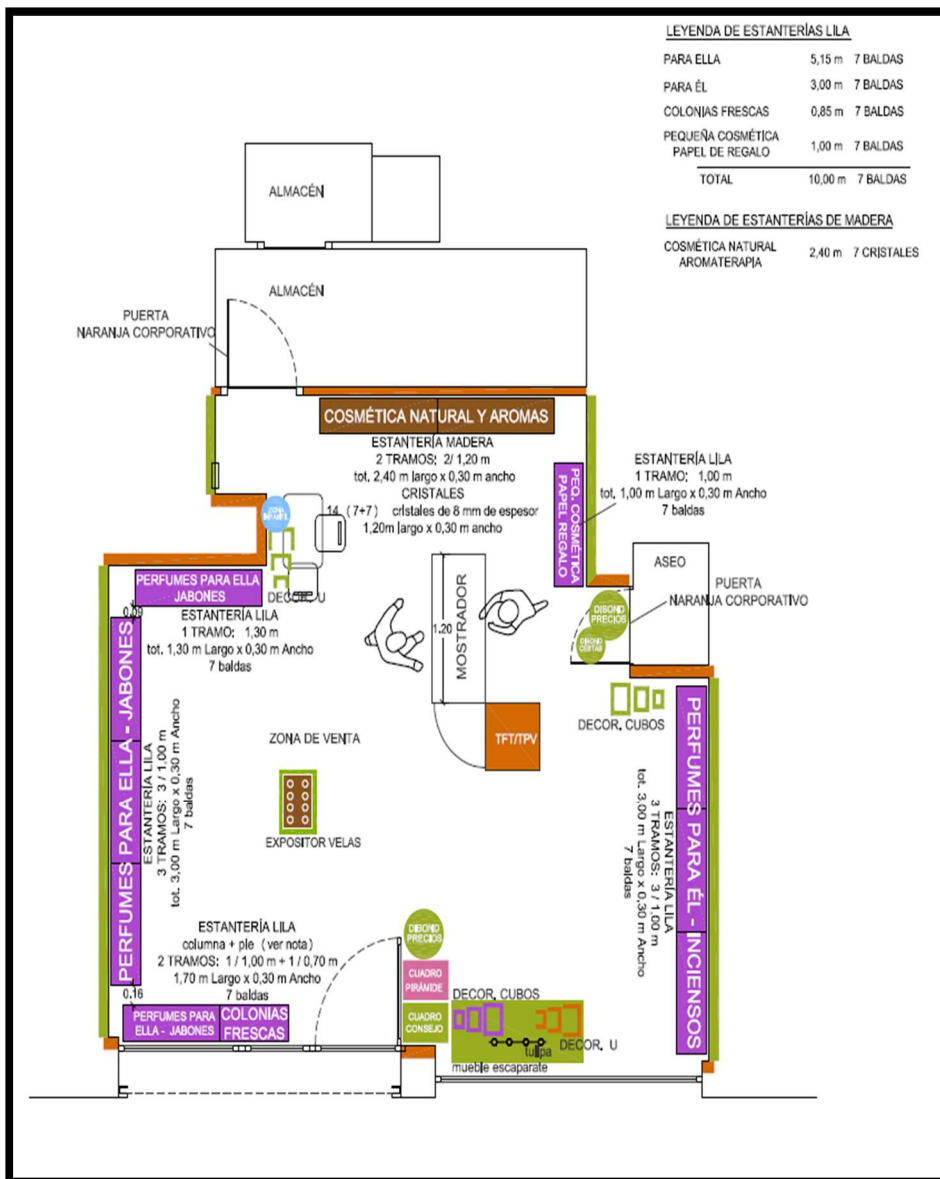 LEYENDA DE ESTANTERÍAS LILA
PARA ELLA 5,15 m 7 BALDAS
PARA ÉL 3,00 m 7 BALDAS
COLONIAS FRESCAS 0,85 m 7 BALDAS
PEQUEÑA COSMÉTICA
PAPEL DE REGALO 1,00 m 7 BALDAS
TOTAL 10,00 m 7 BALDAS
LEYENDA DE ESTANTERÍAS DE MADERA
COSMÉTICA NATURAL
AROMATERAPIA 2,40 m 7 CRISTALES
ALMACÉN
ALMACÉN
PUERTA
NARANJA CORPORATIVO
COSMÉTICA NATURAL Y AROMAS
ESTANTERÍA MADERA
2 TRAMOS: 2/ 1,20 m
tot. 2,40 m largo x 0,30 m ancho
CRISTALES
14 (7+7) cristales de 8 mm de espesor
1,20m largo x 0,30 m ancho
PEQ. COSMÉTICA
PAPEL REGALO
ESTANTERÍA LILA
1 TRAMO: 1,00 m
tot. 1,00 m Largo x 0,30 m Ancho
7 baldas
ZONA
INFANTIL
DECOR. U
ASEO
PUERTA
NARANJA CORPORATIVO
DIBOND
PRECIOS
DIBOND
CESTAS
PERFUMES PARA ELLA
JABONES
0.09
ESTANTERÍA LILA
1 TRAMO: 1,30 m
tot. 1,30 m Largo x 0,30 m Ancho
7 baldas
1.20
MOSTRADOR
TFT/TPV
DECOR. CUBOS
PERFUMES PARA ELLA - JABONES
ESTANTERÍA LILA
3 TRAMOS: 3 / 1,00 m
tot. 3,00 m Largo x 0,30 m Ancho
7 baldas
ZONA DE VENTA
EXPOSITOR VELAS
PERFUMES PARA ÉL - INCIENSOS
ESTANTERÍA LILA
3 TRAMOS: 3 / 1,00 m
tot. 3,00 m Largo x 0,30 m Ancho
7 baldas
ESTANTERÍA LILA
columna + pie (ver nota)
2 TRAMOS: 1 / 1,00 m + 1 / 0,70 m
1,70 m Largo x 0,30 m Ancho
7 baldas
0.16
PERFUMES PARA
ELLA - JABONES
COLONIAS
FRESCAS
DIBOND
PRECIOS
CUADRO
PIRÁMIDE
CUADRO
CONSEJO
DECOR. CUBOS
DECOR. U
tulipa
mueble escaparate